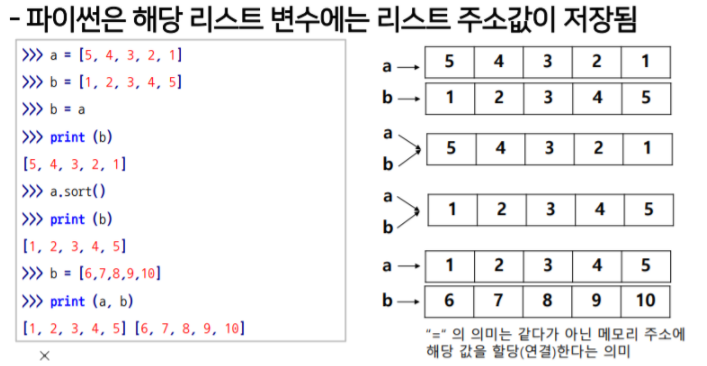 - 파이썬은 해당 리스트 변수에는 리스트 주소값이 저장됨
>>> a = [5, 4, 3, 2, 1]
>>> b = [1, 2, 3, 4, 5]
>>> b = a
>>> print (b)
[5, 4, 3, 2, 1]
>>> a.sort()
>>> print (b)
[1, 2, 3, 4, 5]
>>> b = [6,7,8,9,10]
>>> print (a, b)
[1, 2, 3, 4, 5] [6, 7, 8, 9, 10]
a 5 4 3 2 1
b 1 2 3 4 5
a
b
5 4 3 2 1
a
b
1 2 3 4 5
a 1 2 3 4 5
b 6 7 8 9 10
"=" 의 의미는 같다가 아닌 메모리 주소에
해당 값을 할당(연결)한다는 의미